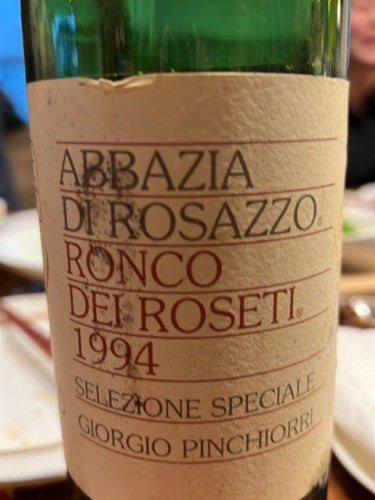 ABBAZIA
DI ROSAZZO®
RONCO
DEI ROSETI®
1994
SELEZIONE SPECIALE
GIORGIO PINCHIORRI